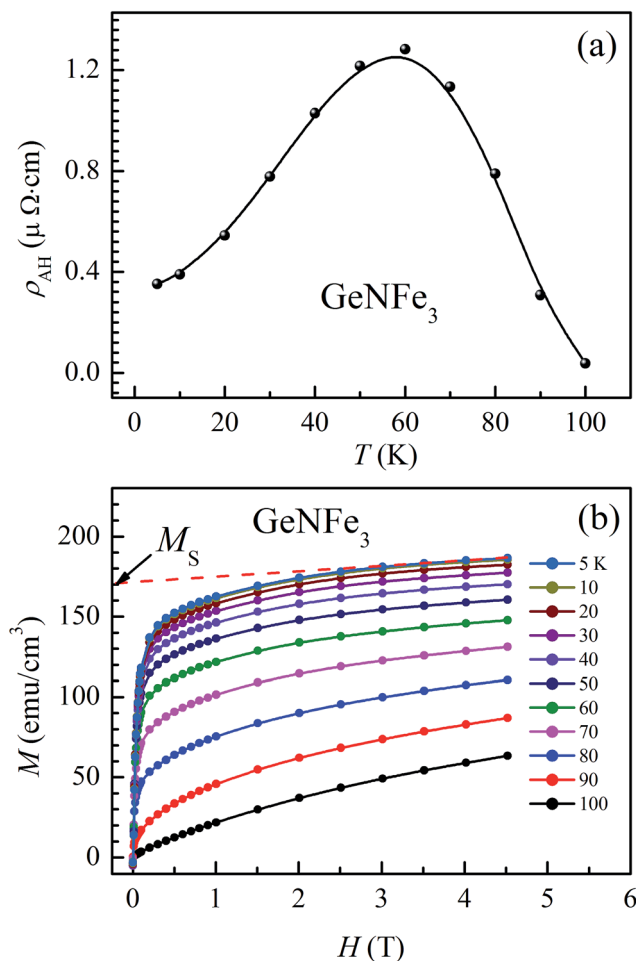 (a)
1.2
0.8
0.4
0.0
ρAH (μ Ω·cm)
GeNFe3
0 20 40 60 80 100
T (K)
(b)
GeNFe3
200
150
100
50
0
M (emu/cm³)
MS
5 K
10
20
30
40
50
60
70
80
90
100
0 1 2 3 4 5 6
H (T)